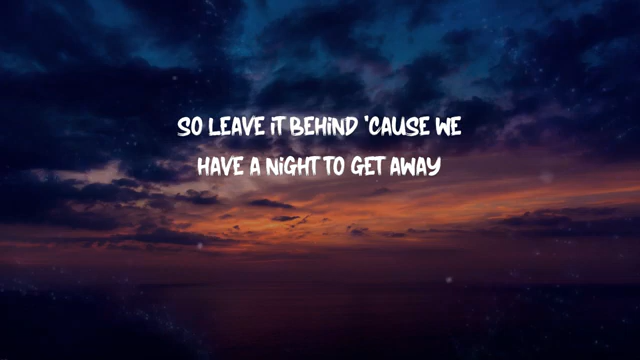 SO LEAVE IT BEHIND 'CAUSE WE
HAVE A NIGHT TO GET AWAY